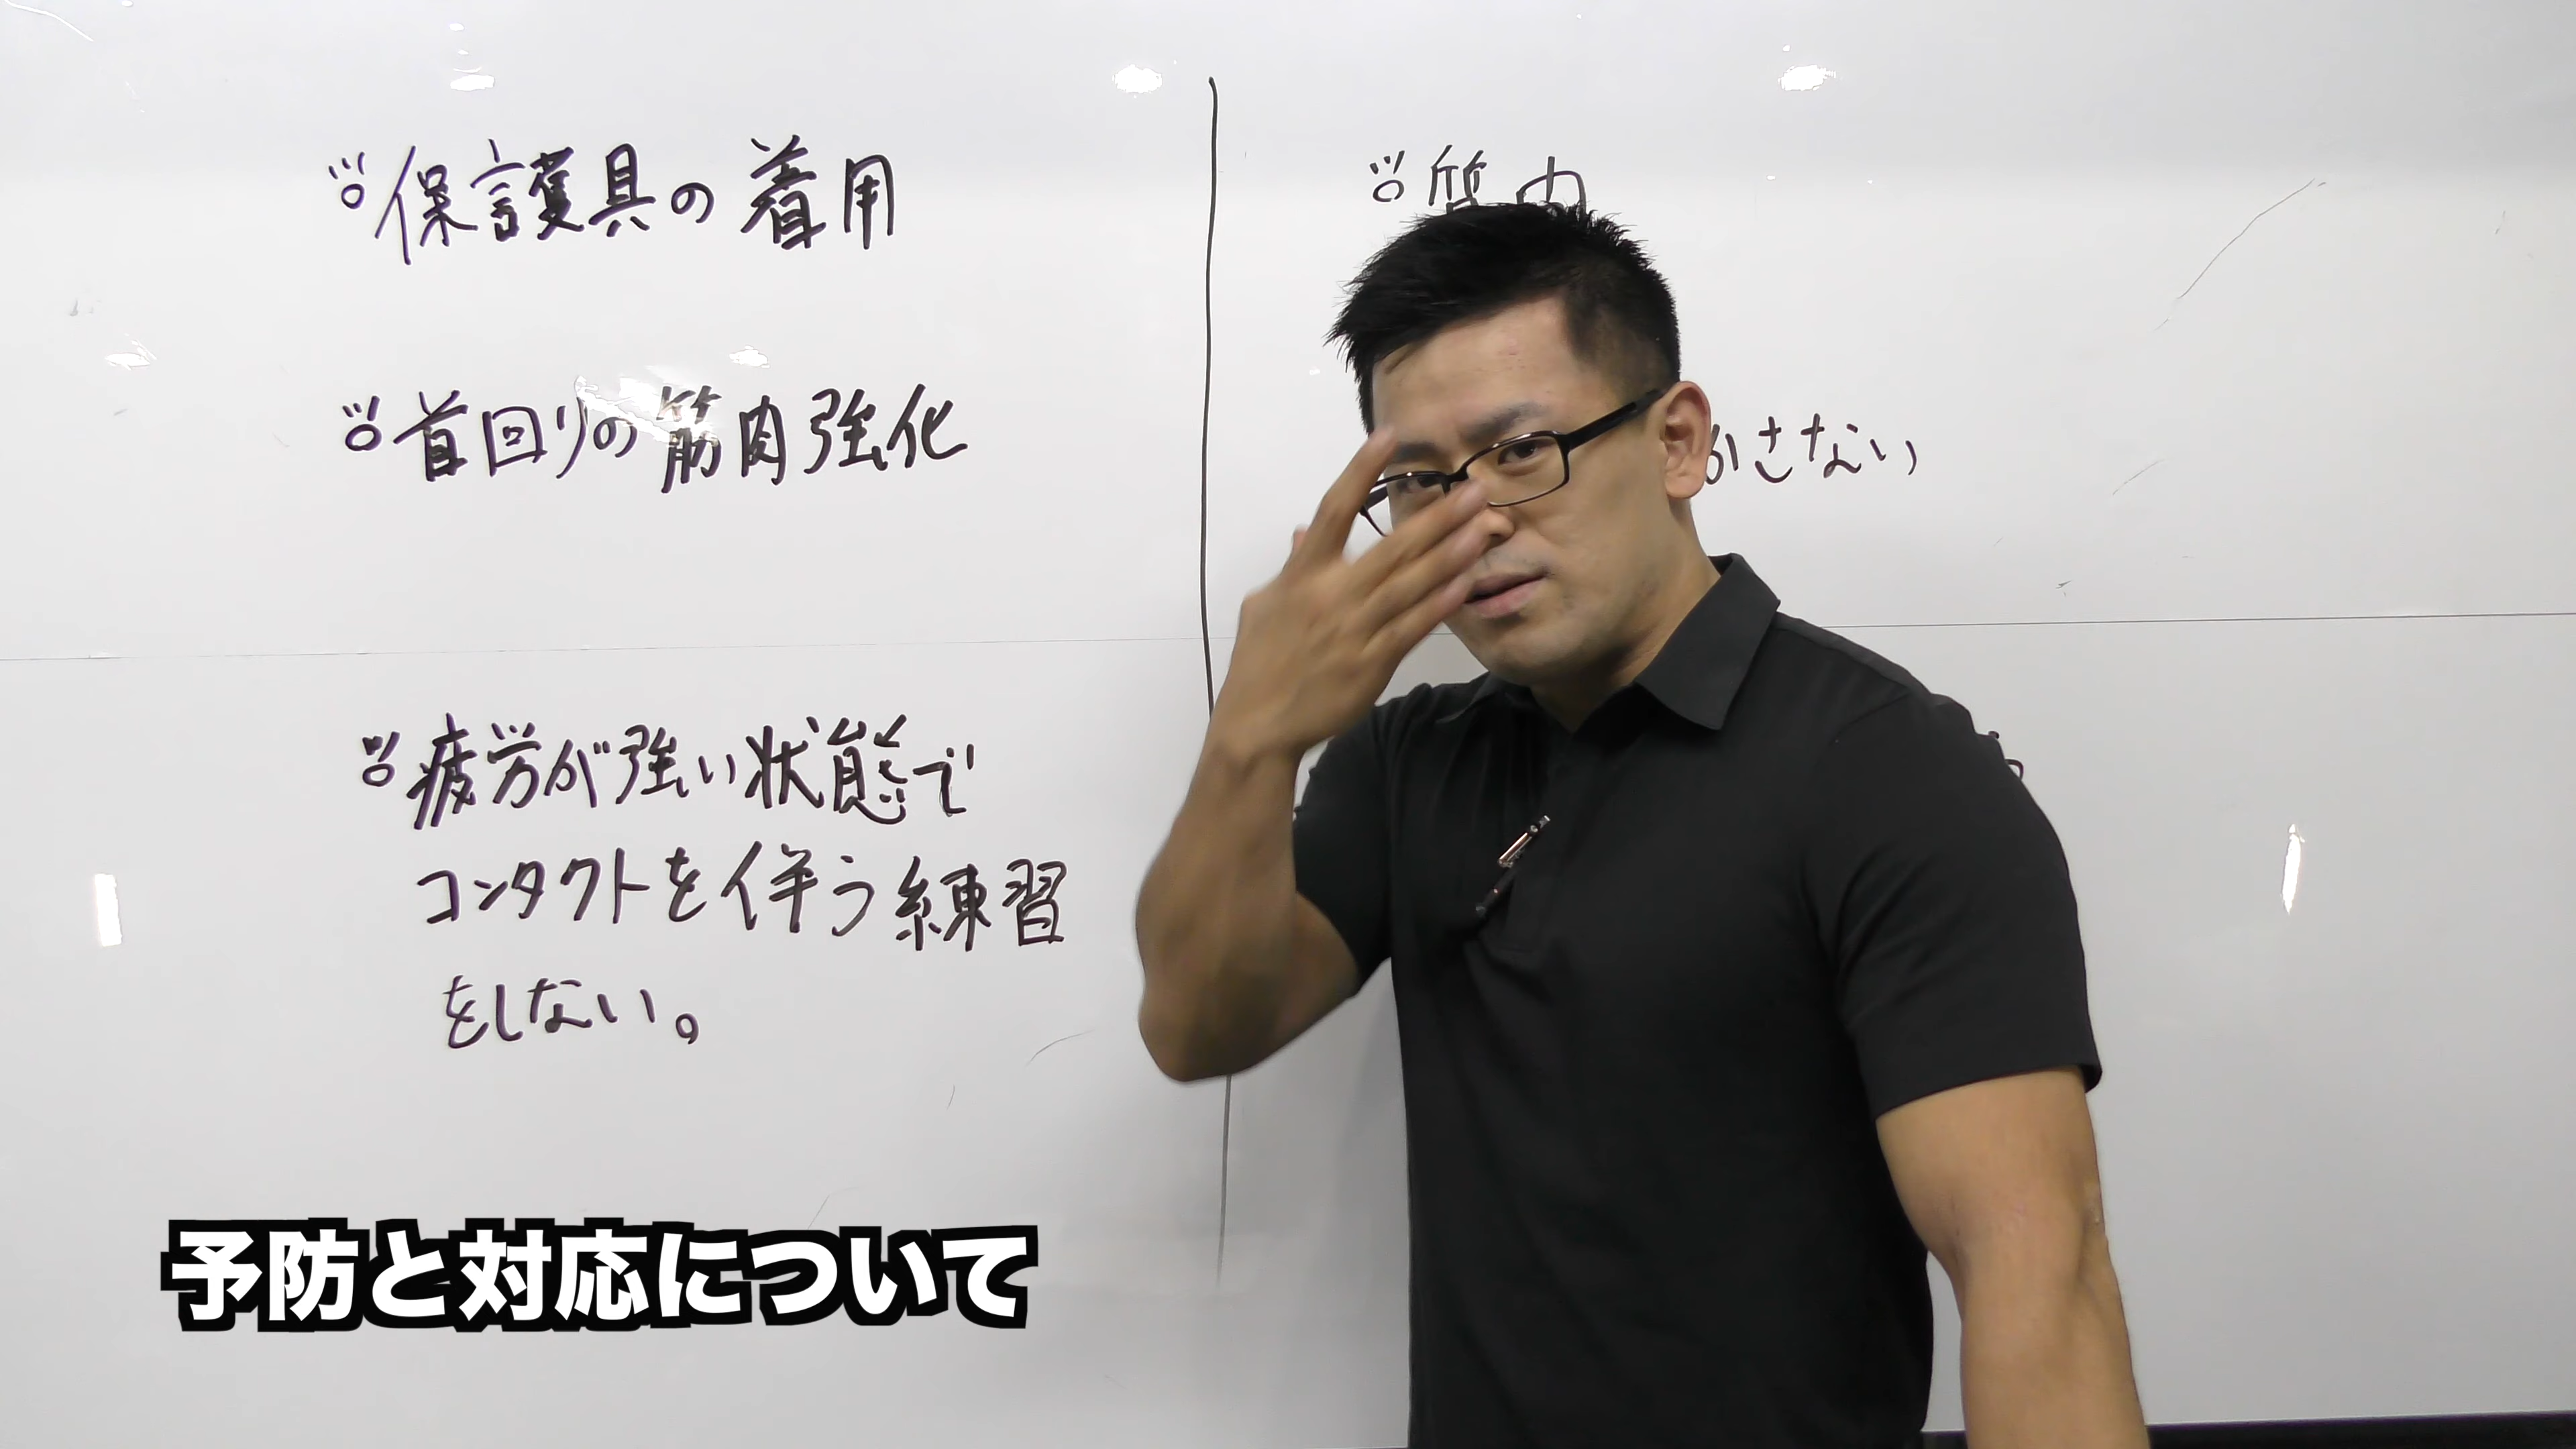 保護具の着用
首回りの筋肉強化
疲労が強い状態で
コンタクトを伴う練習
をしない。
かさない
予防と対応について